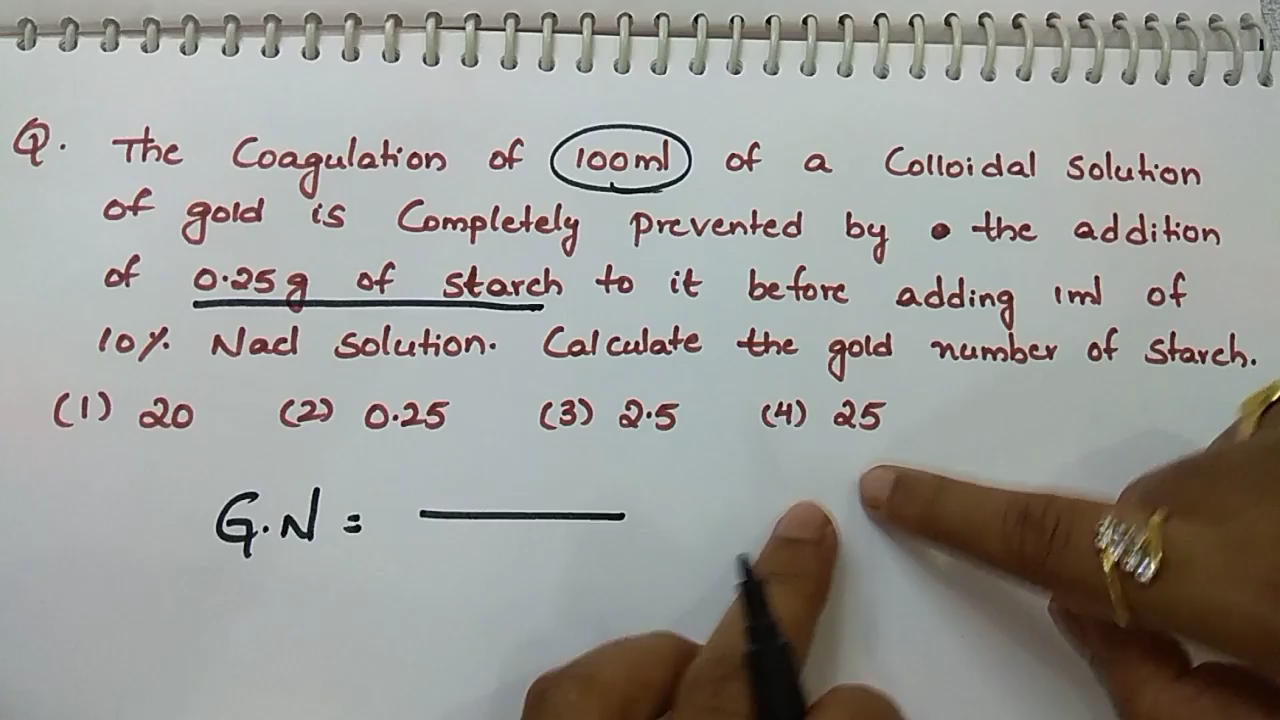 Q. The Coagulation of 100ml of a Colloidal solution
of gold is Completely prevented by the addition
of 0.25g of starch to it before adding 1ml of
10% Nacl solution. Calculate the gold number of starch.
(1) 20 (2) 0.25 (3) 2.5 (4) 25
G.N =